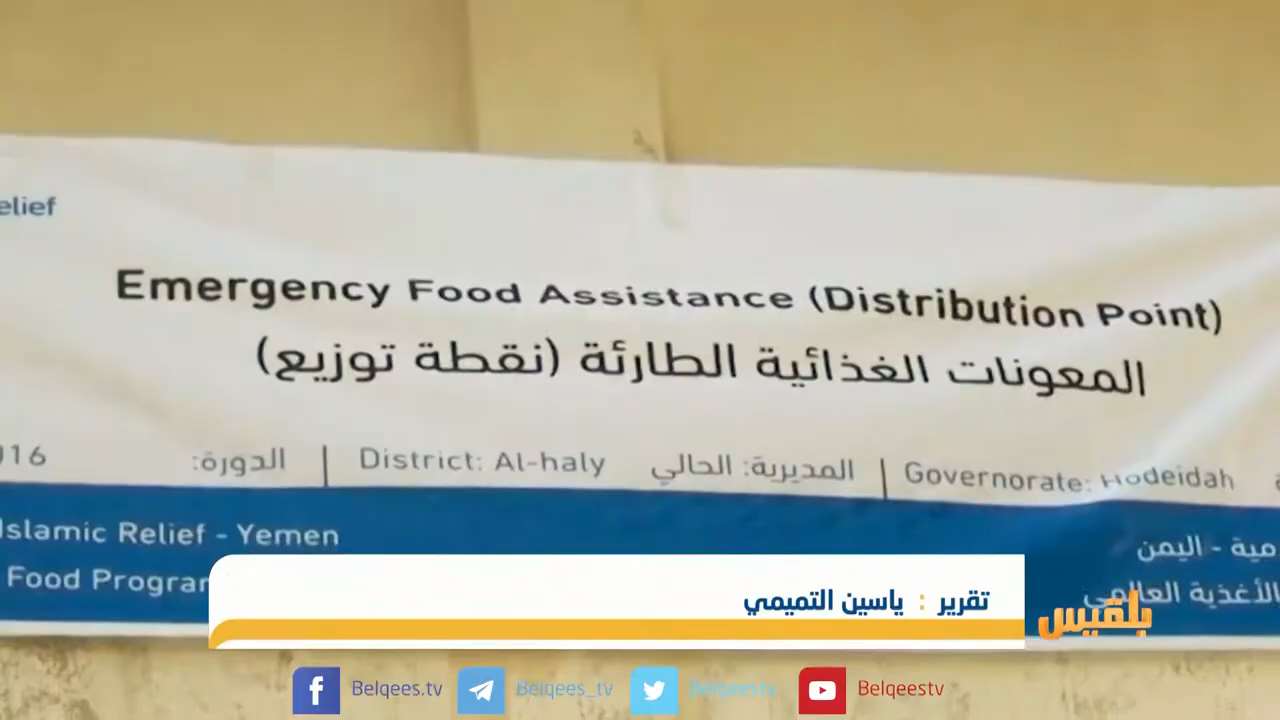 elief
Emergency Food Assistance (Distribution Point)
المعونات الغذائية الطارئة (نقطة توزيع)
Governorate: Hodeidah
المديرية: الحالي District: Al-haly
الدورة: 016
Islamic Relief - Yemen
مية - اليمن
Food Program
الأغذية العالمي
تقرير : ياسين التميمي
بلقيس
Belqees.tv
Belqees_tv
Belqeestv
Belqeestv